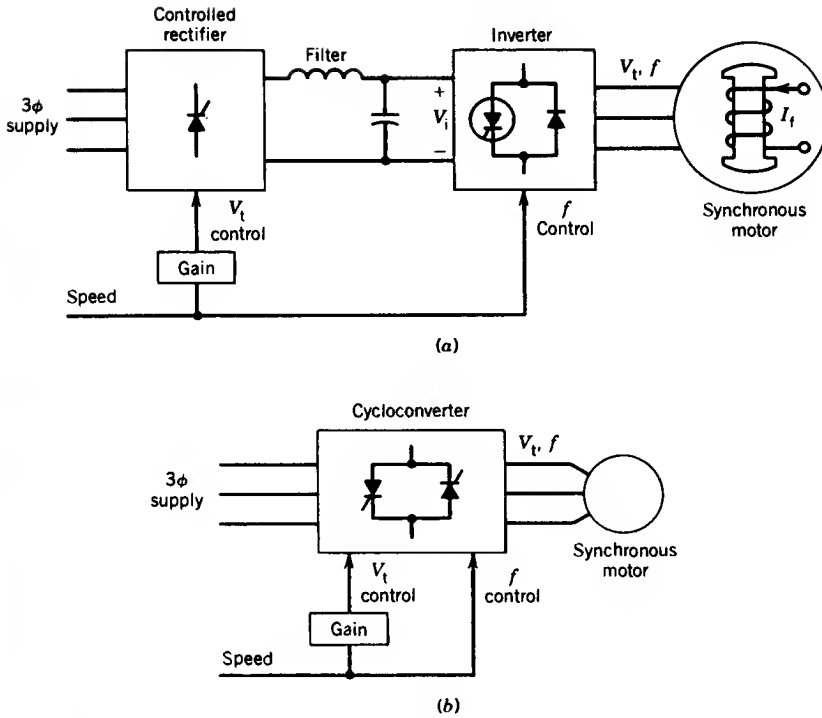 Controlled
rectifier
Filter
Inverter
3ϕ
supply
+
V_i
−
V_t, f
I_f
Synchronous
motor
V_t
control
f
Control
Gain
Speed
(a)
Cycloconverter
V_t, f
3ϕ
supply
Synchronous
motor
V_t
control
f
control
Gain
Speed
(b)